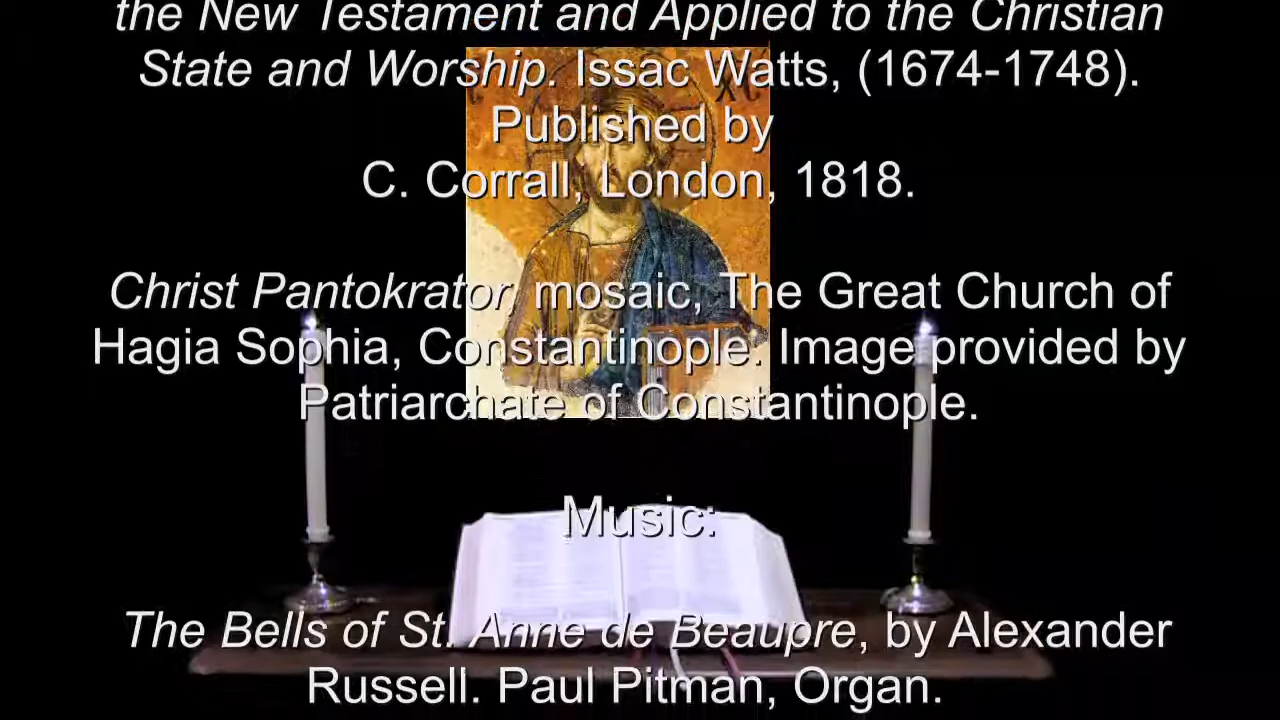 the New Testament and Applied to the Christian
State and Worship. Issac Watts, (1674-1748).
Published by
C. Corrall, London, 1818.
Christ Pantokrator, mosaic, The Great Church of
Hagia Sophia, Constantinople. Image provided by
Patriarchate of Constantinople.
Music:
The Bells of St. Anne de Beaupre, by Alexander
Russell. Paul Pitman, Organ.